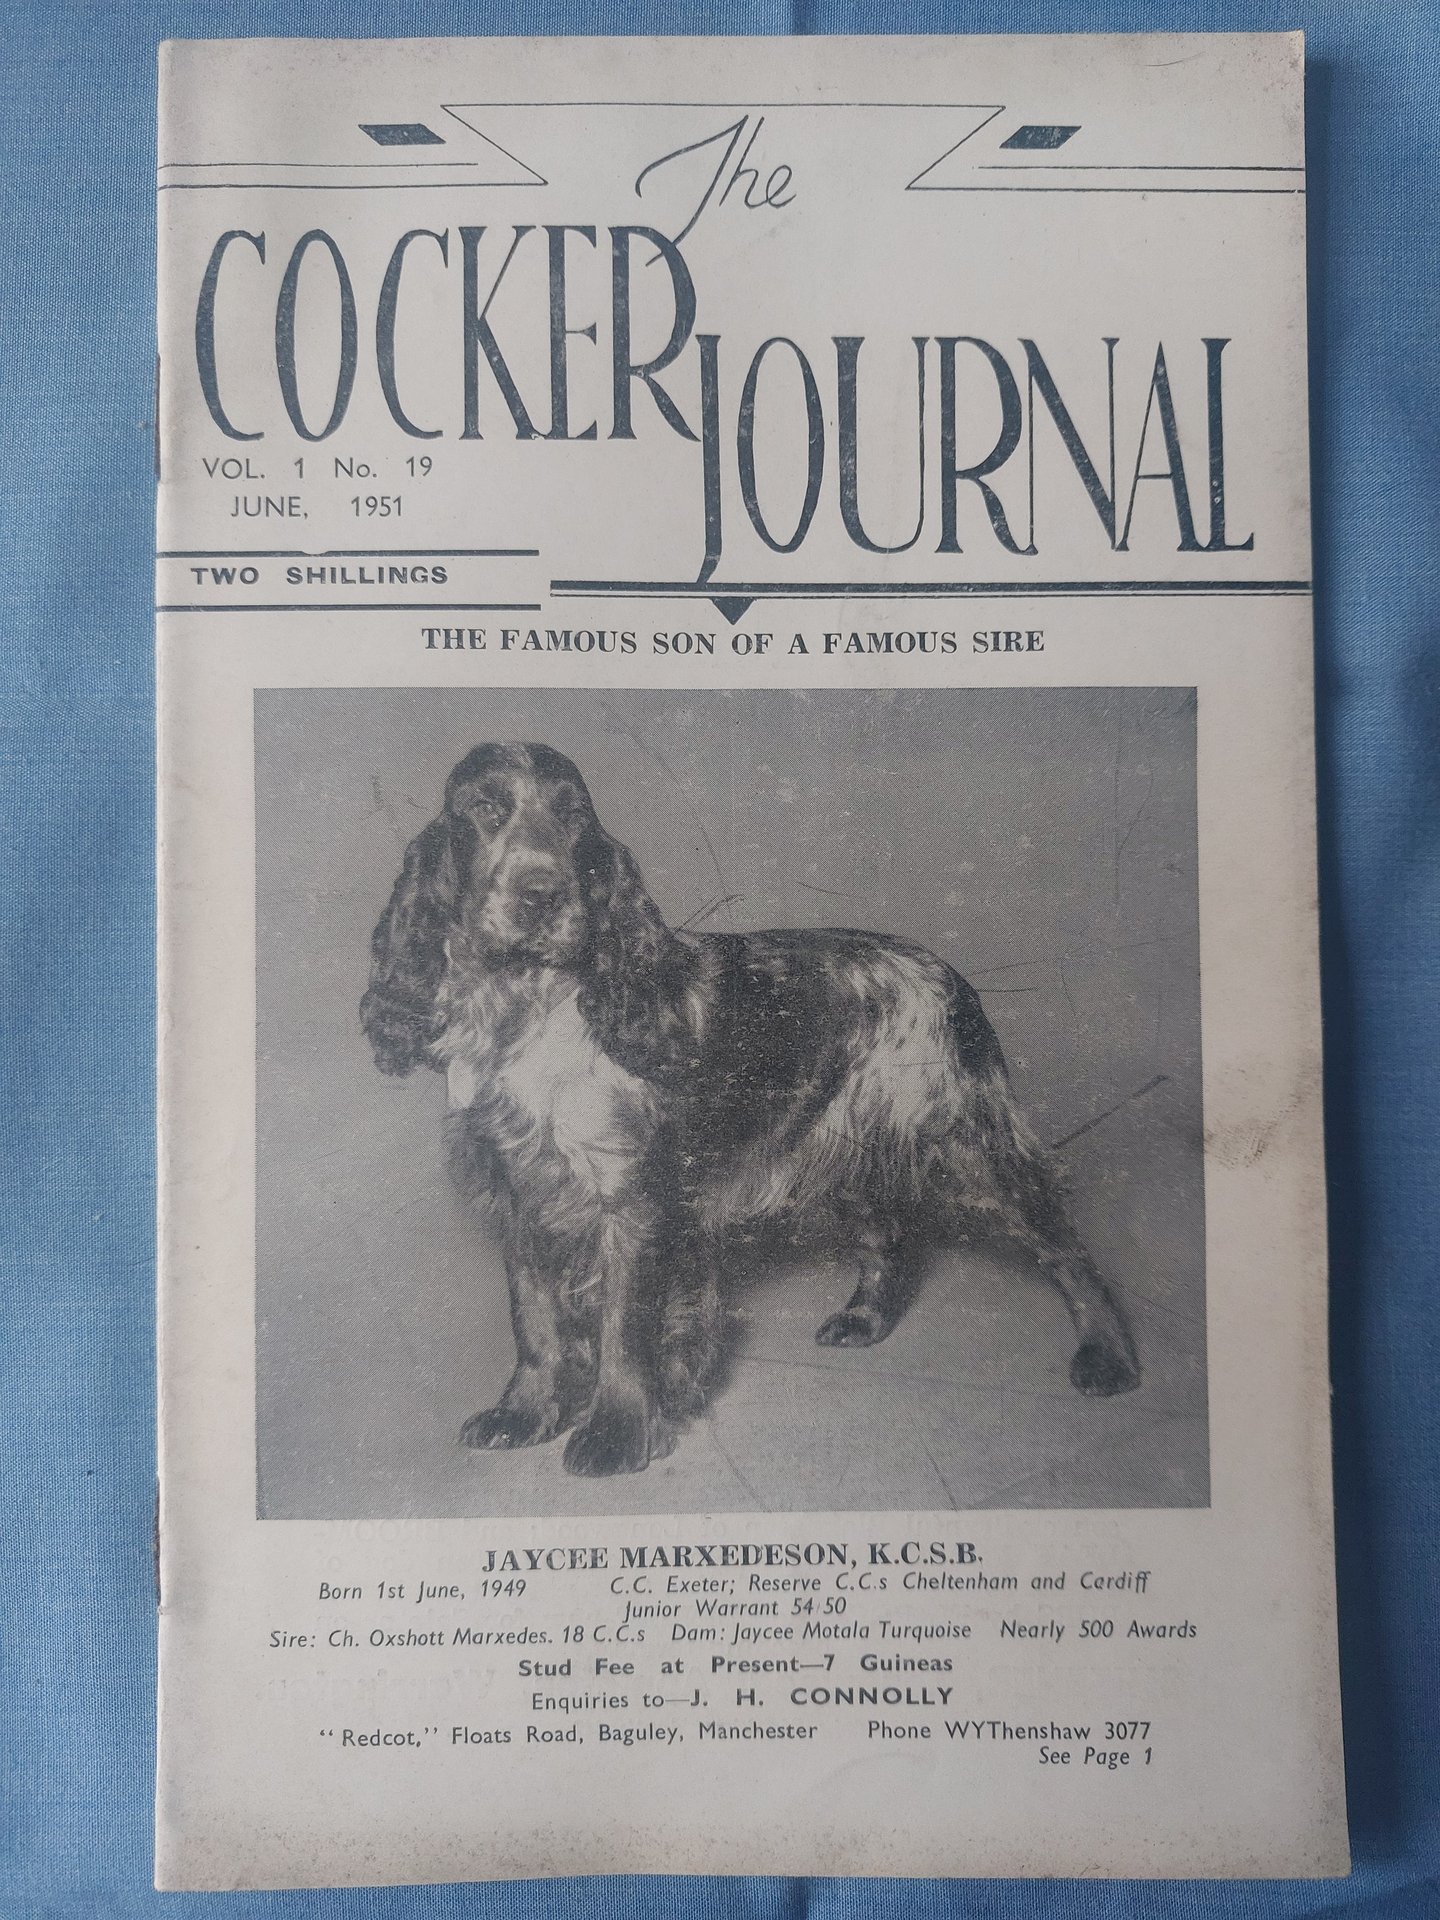 The
COCKER
JOURNAL
VOL. 1 No. 19
JUNE, 1951
TWO SHILLINGS
THE FAMOUS SON OF A FAMOUS SIRE
JAYCEE MARXEDESON, K.C.S.B.
Born 1st June, 1949 C.C. Exeter; Reserve C.C.s Cheltenham and Cardiff
Junior Warrant 54/50
Sire: Ch. Oxshott Marxedes. 18 C.C.s Dam: Jaycee Motala Turquoise Nearly 500 Awards
Stud Fee at Present—7 Guineas
Enquiries to—J. H. CONNOLLY
"Redcot," Floats Road, Baguley, Manchester Phone WYThenshaw 3077
See Page 1